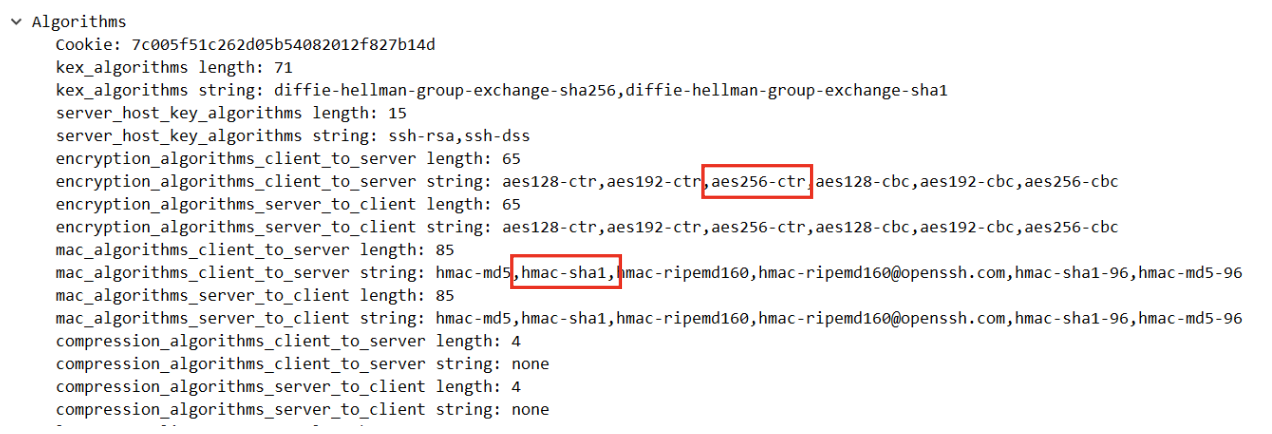 Algorithms
Cookie: 7c005f51c262d05b54082012f827b14d
kex_algorithms length: 71
kex_algorithms string: diffie-hellman-group-exchange-sha256,diffie-hellman-group-exchange-sha1
server_host_key_algorithms length: 15
server_host_key_algorithms string: ssh-rsa,ssh-dss
encryption_algorithms_client_to_server length: 65
encryption_algorithms_client_to_server string: aes128-ctr,aes192-ctr,aes256-ctr,aes128-cbc,aes192-cbc,aes256-cbc
encryption_algorithms_server_to_client length: 65
encryption_algorithms_server_to_client string: aes128-ctr,aes192-ctr,aes256-ctr,aes128-cbc,aes192-cbc,aes256-cbc
mac_algorithms_client_to_server length: 85
mac_algorithms_client_to_server string: hmac-md5,hmac-sha1,hmac-ripemd160,hmac-ripemd160@openssh.com,hmac-sha1-96,hmac-md5-96
mac_algorithms_server_to_client length: 85
mac_algorithms_server_to_client string: hmac-md5,hmac-sha1,hmac-ripemd160,hmac-ripemd160@openssh.com,hmac-sha1-96,hmac-md5-96
compression_algorithms_client_to_server length: 4
compression_algorithms_client_to_server string: none
compression_algorithms_server_to_client length: 4
compression_algorithms_server_to_client string: none